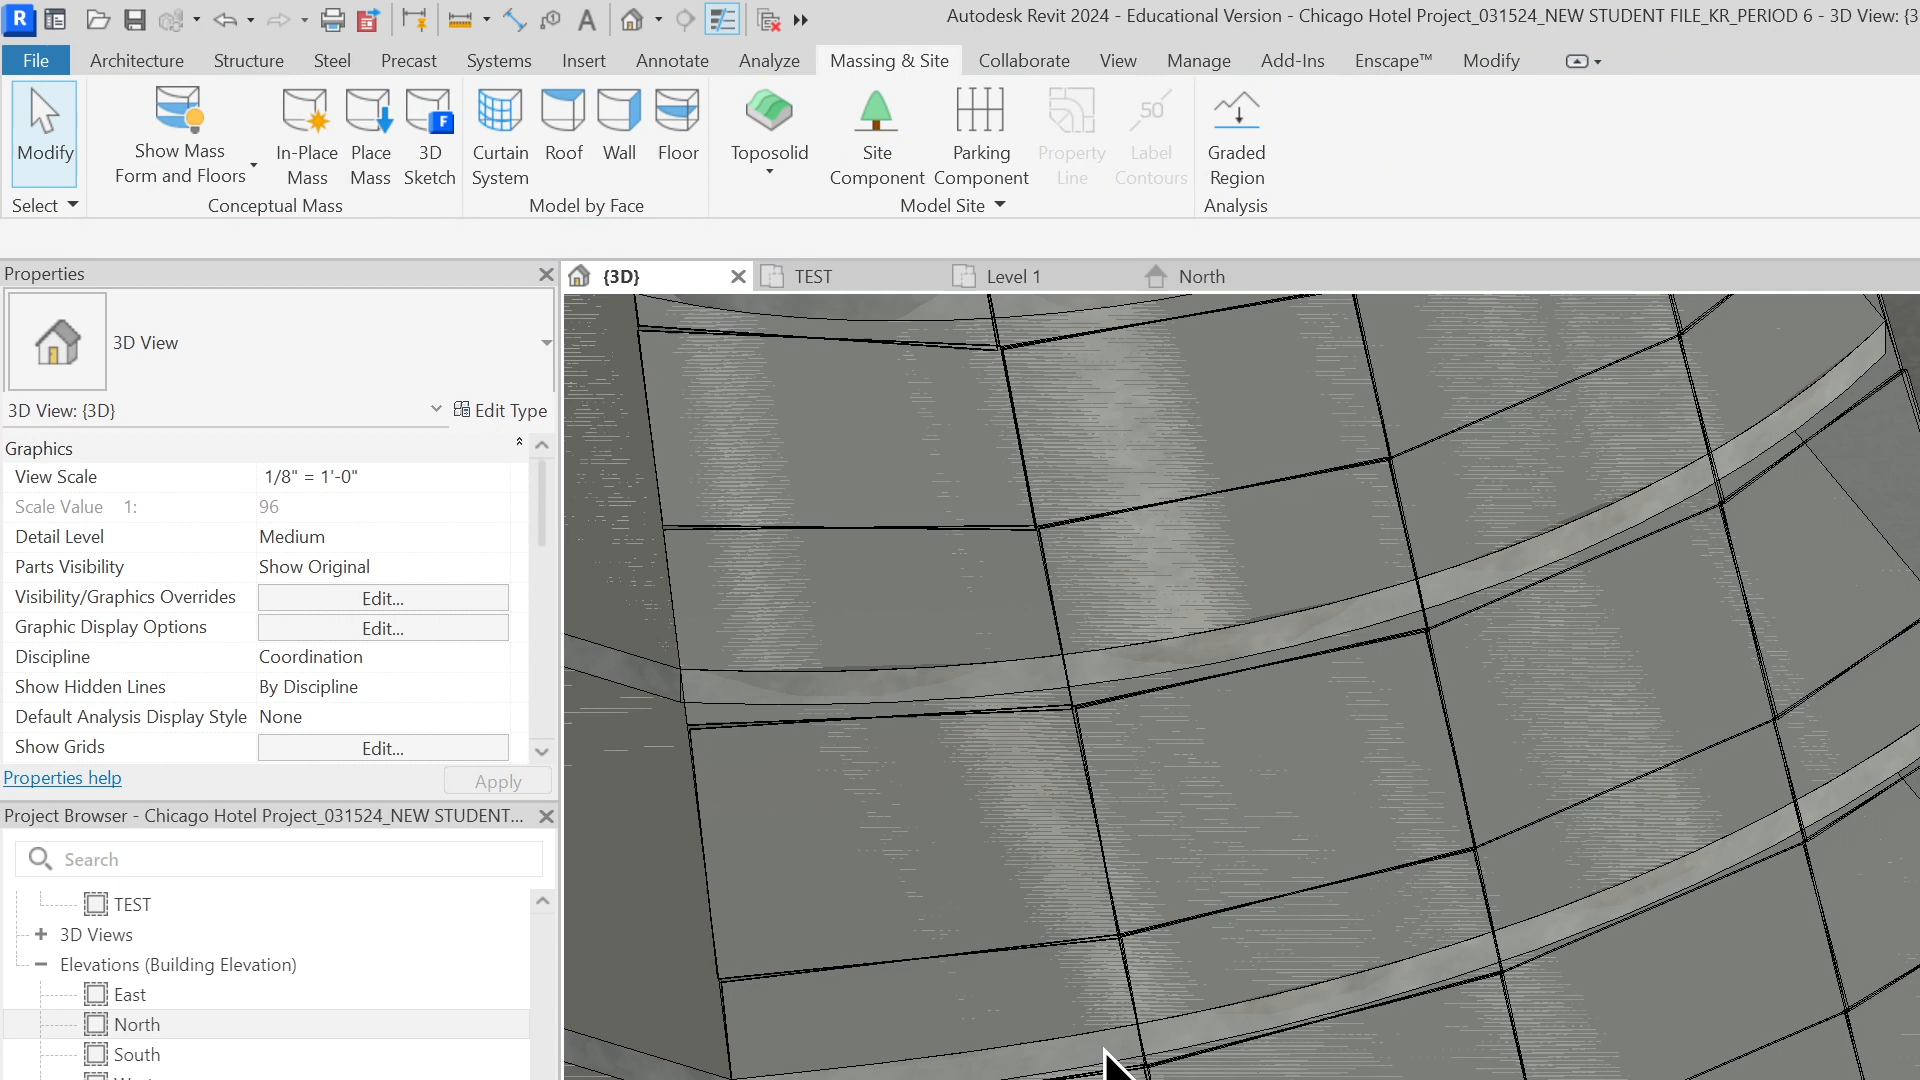 R
Autodesk Revit 2024 - Educational Version - Chicago Hotel Project_031524_NEW STUDENT FILE_KR_PERIOD 6 - 3D View: {3
File Architecture Structure Steel Precast Systems Insert Annotate Analyze Massing & Site Collaborate View Manage Add-Ins Enscape™ Modify
Modify
Show Mass
Form and Floors
In-Place
Mass
Place
Mass
3D
Sketch
Curtain
System
Roof
Wall
Floor
Toposolid
Site
Component
Parking
Component
Property
Line
50
Label
Contours
Graded
Region
Select
Conceptual Mass
Model by Face
Model Site
Analysis
Properties
{3D}
TEST
Level 1
North
3D View
3D View: {3D}
Edit Type
Graphics
View Scale 1/8" = 1'-0"
Scale Value 1: 96
Detail Level Medium
Parts Visibility Show Original
Visibility/Graphics Overrides Edit...
Graphic Display Options Edit...
Discipline Coordination
Show Hidden Lines By Discipline
Default Analysis Display Style None
Show Grids Edit...
Properties help
Apply
Project Browser - Chicago Hotel Project_031524_NEW STUDENT...
Search
TEST
3D Views
Elevations (Building Elevation)
East
North
South